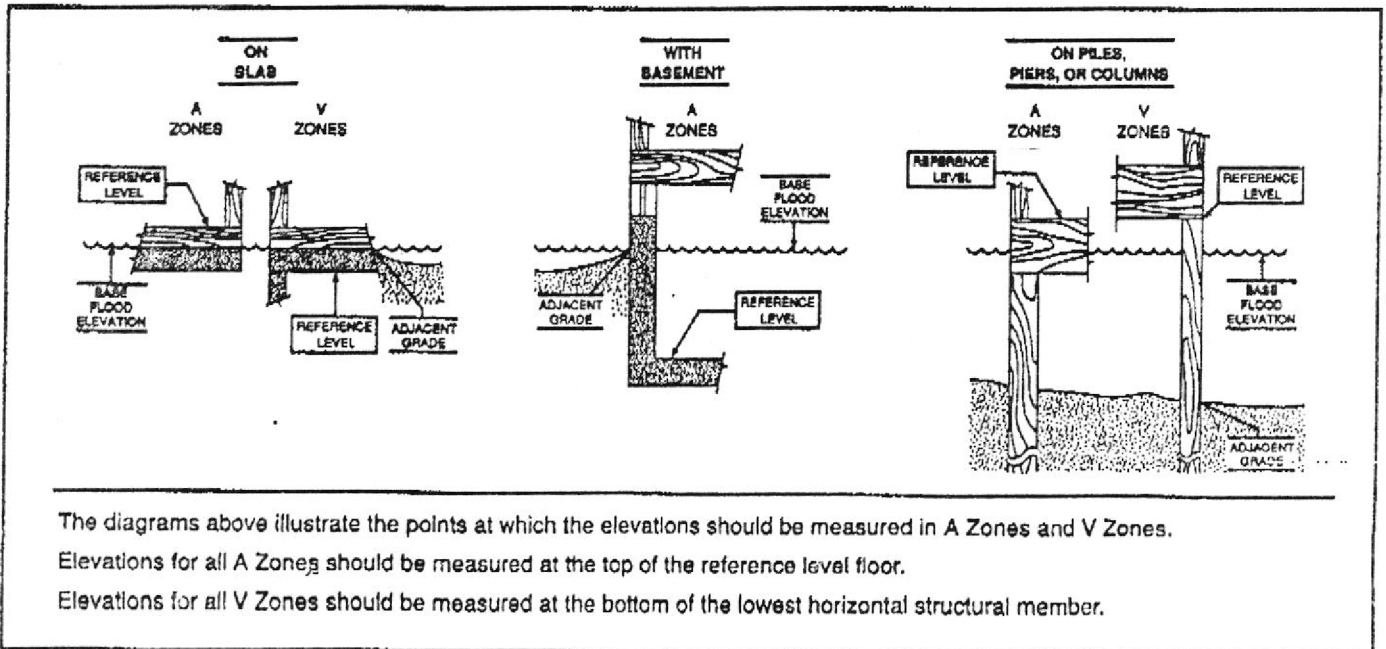 ON
SLAB
A
ZONES
V
ZONES
REFERENCE
LEVEL
BASE
FLOOD
ELEVATION
REFERENCE
LEVEL
ADJACENT
GRADE
WITH
BASEMENT
A
ZONES
BASE
FLOOD
ELEVATION
ADJACENT
GRADE
REFERENCE
LEVEL
ON PILES,
PIERS, OR COLUMNS
A
ZONES
V
ZONES
REFERENCE
LEVEL
REFERENCE
LEVEL
BASE
FLOOD
ELEVATION
ADJACENT
GRADE
The diagrams above illustrate the points at which the elevations should be measured in A Zones and V Zones.
Elevations for all A Zones should be measured at the top of the reference level floor.
Elevations for all V Zones should be measured at the bottom of the lowest horizontal structural member.